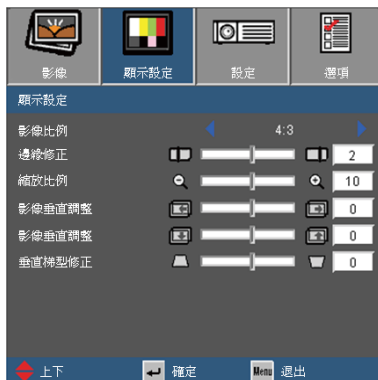 影像 顯示設定 設定 選項
顯示設定
影像比例 4:3
邊緣修正 2
縮放比例 10
影像垂直調整 0
影像垂直調整 0
垂直梯型修正 0
上下 確定 Menu 退出